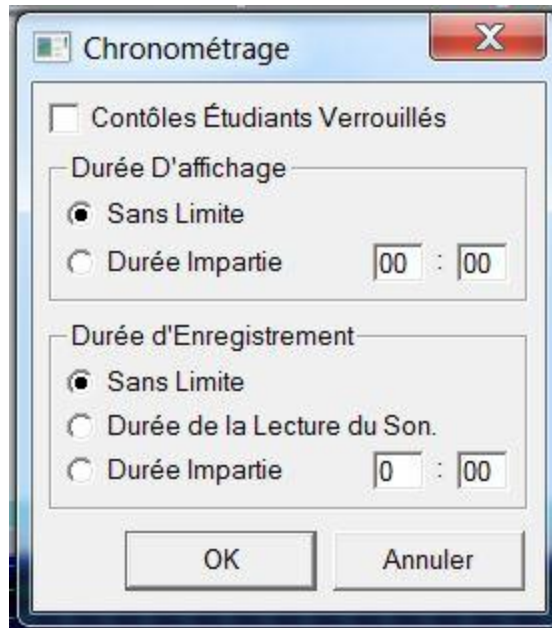 Chronométrage
Contôles Étudiants Verrouillés
Durée D'affichage
Sans Limite
Durée Impartie 00 : 00
Durée d'Enregistrement
Sans Limite
Durée de la Lecture du Son.
Durée Impartie 0 : 00
OK Annuler